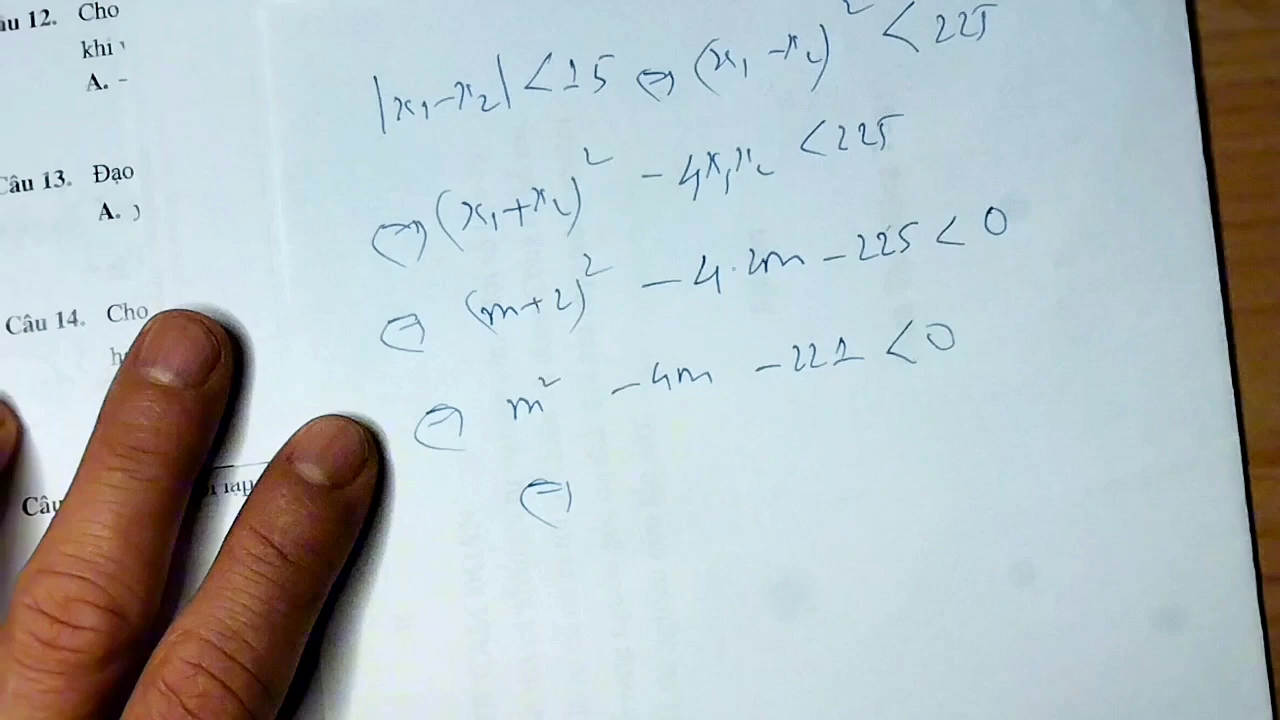 Câu 12. Cho
khi
A. -
|x₁-x₂| < 15 ⇔ (x₁-x₂)² < 225
Câu 13. Đạo
A. )
⇔ (x₁+x₂)² - 4x₁x₂ < 225
⇔ (m+2)² - 4.2m - 225 < 0
Câu 14. Cho
⇔ m² - 4m - 221 < 0
⇔
Câu